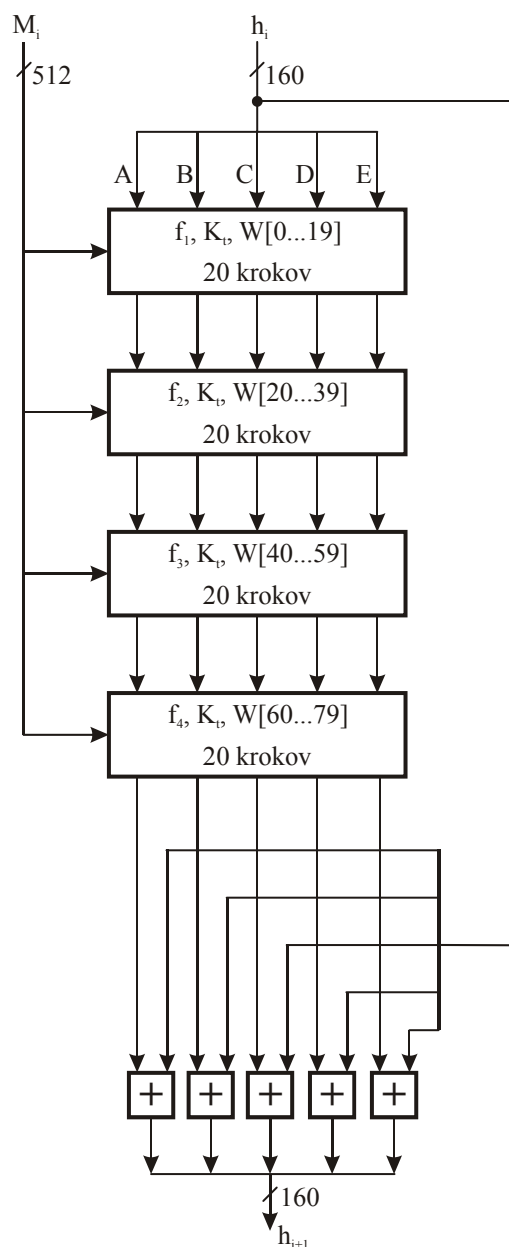 M_i h_i
512 160
A B C D E
f_1, K_t, W[0...19]
20 krokov
f_2, K_t, W[20...39]
20 krokov
f_3, K_t, W[40...59]
20 krokov
f_4, K_t, W[60...79]
20 krokov
+ + + + +
160
h_{i+1}